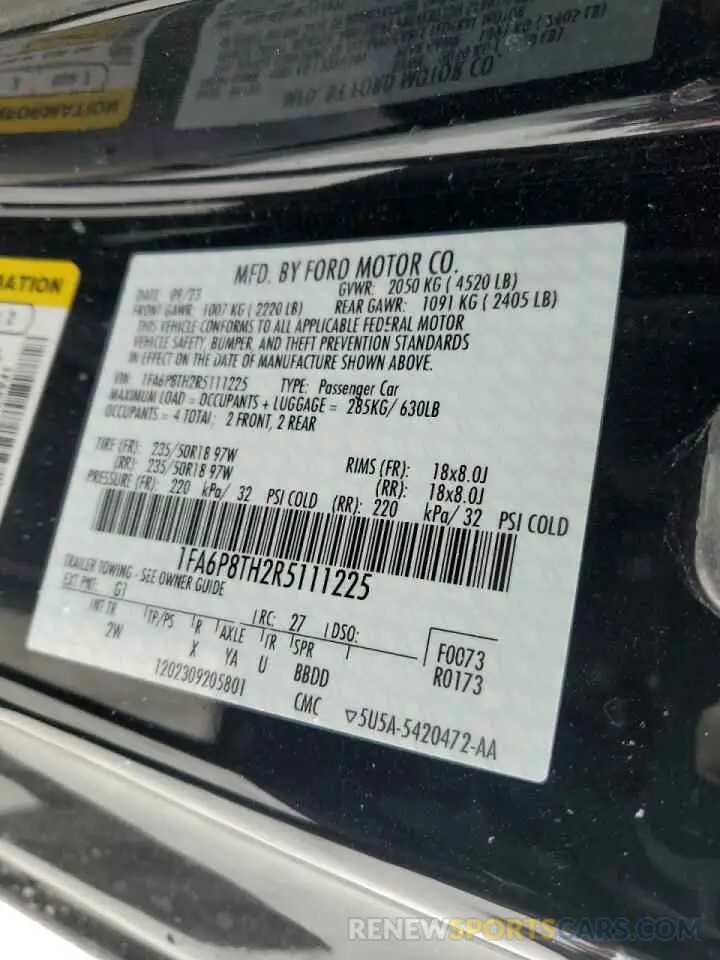 MFD. BY FORD MOTOR CO.
DATE: 09/23 GVWR: 2050 KG ( 4520 LB)
FRONT GAWR: 1007 KG ( 2220 LB) REAR GAWR: 1091 KG ( 2405 LB)
THIS VEHICLE CONFORMS TO ALL APPLICABLE FEDERAL MOTOR
VEHICLE SAFETY, BUMPER, AND THEFT PREVENTION STANDARDS
IN EFFECT ON THE DATE OF MANUFACTURE SHOWN ABOVE.
VIN: 1FA6P8TH2R5111225 TYPE: Passenger Car
MAXIMUM LOAD = OCCUPANTS + LUGGAGE = 285KG/ 630LB
OCCUPANTS = 4 TOTAL: 2 FRONT, 2 REAR
TIRE (FR): 235/50R18 97W RIMS (FR): 18x8.0J
(RR): 235/50R18 97W (RR): 18x8.0J
PRESSURE (FR): 220 kPa/ 32 PSI COLD (RR): 220 kPa/ 32 PSI COLD
1FA6P8TH2R5111225
TRAILER TOWING - SEE OWNER GUIDE
EXT PNT: G1 RC: 27 DSO: F0073
INT TR TP/PS R AXLE TR SPR R0173
2W X YA U BBDD
1202309205801 CMC ▽5U5A-5420472-AA
MATION
RENEWSPORTSCARS.COM